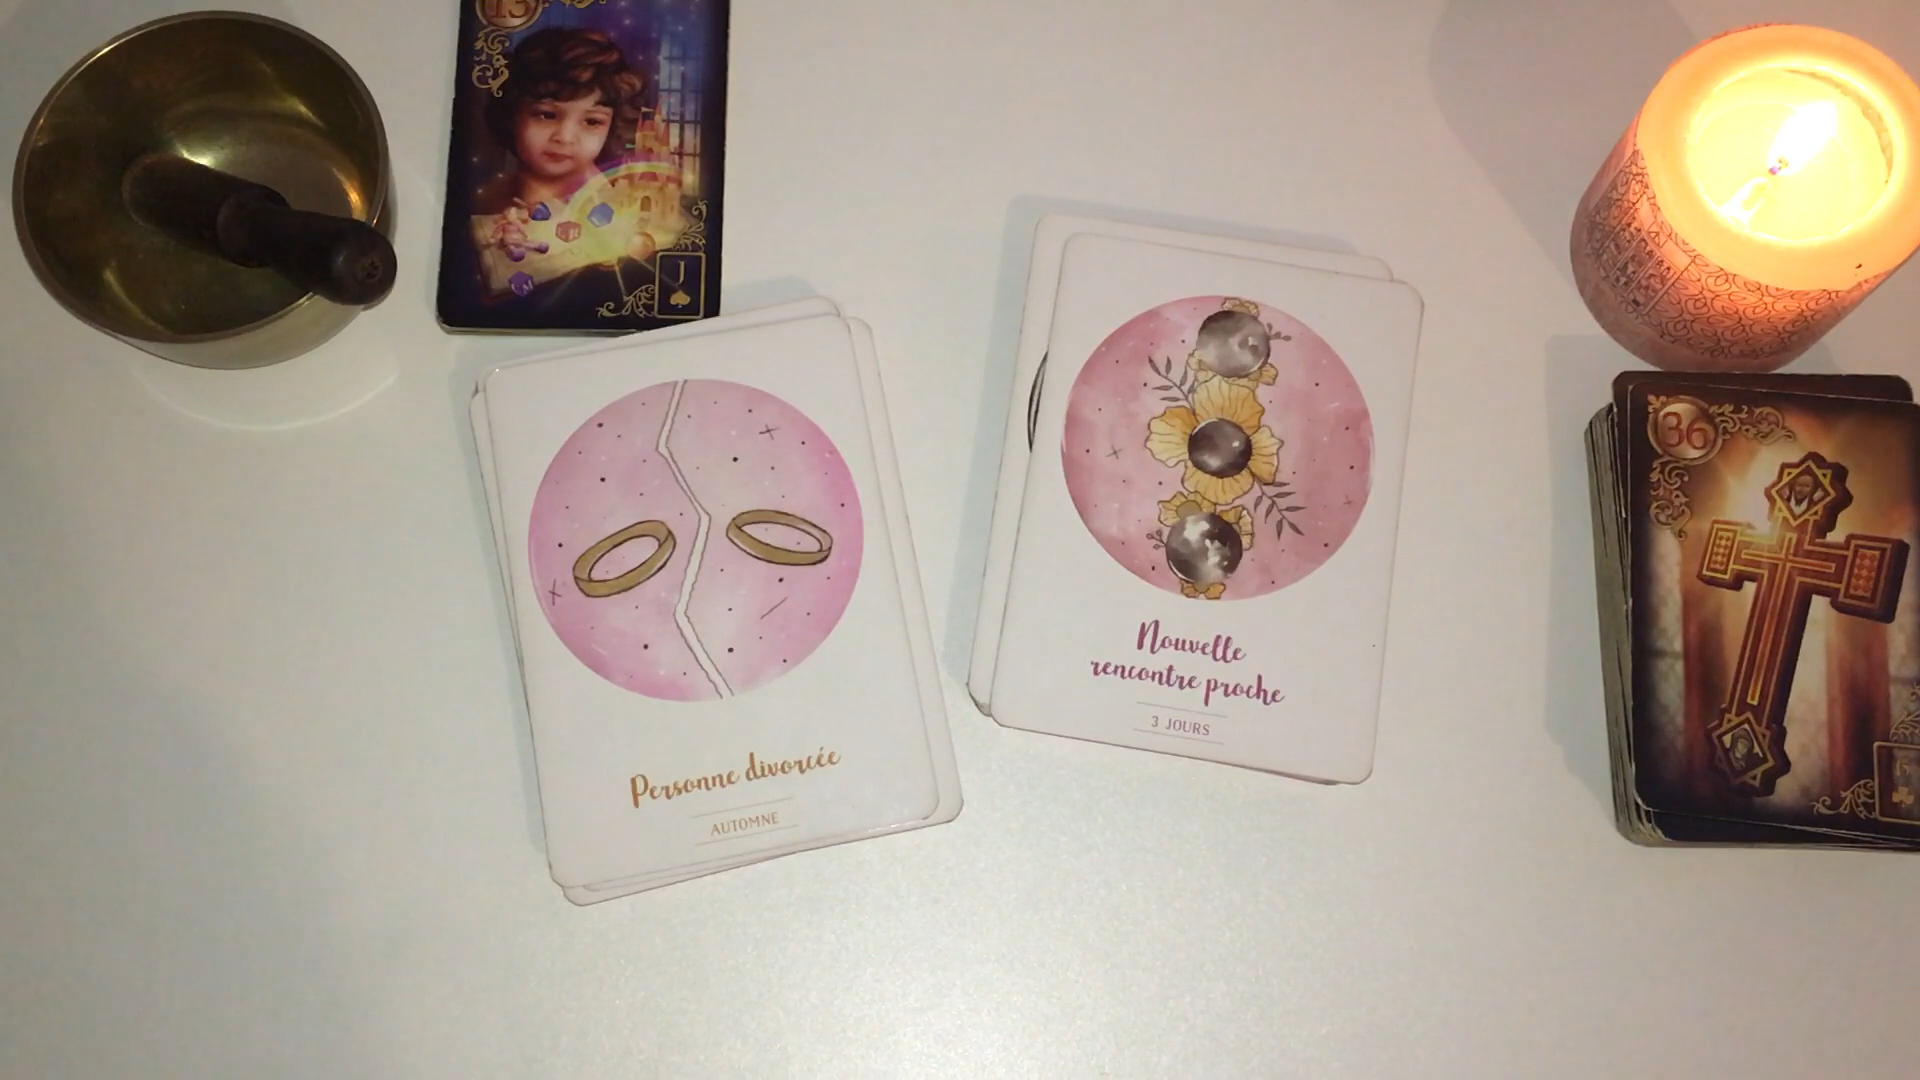 13
J
Personne divorcée
AUTOMNE
Nouvelle
rencontre proche
3 JOURS
36